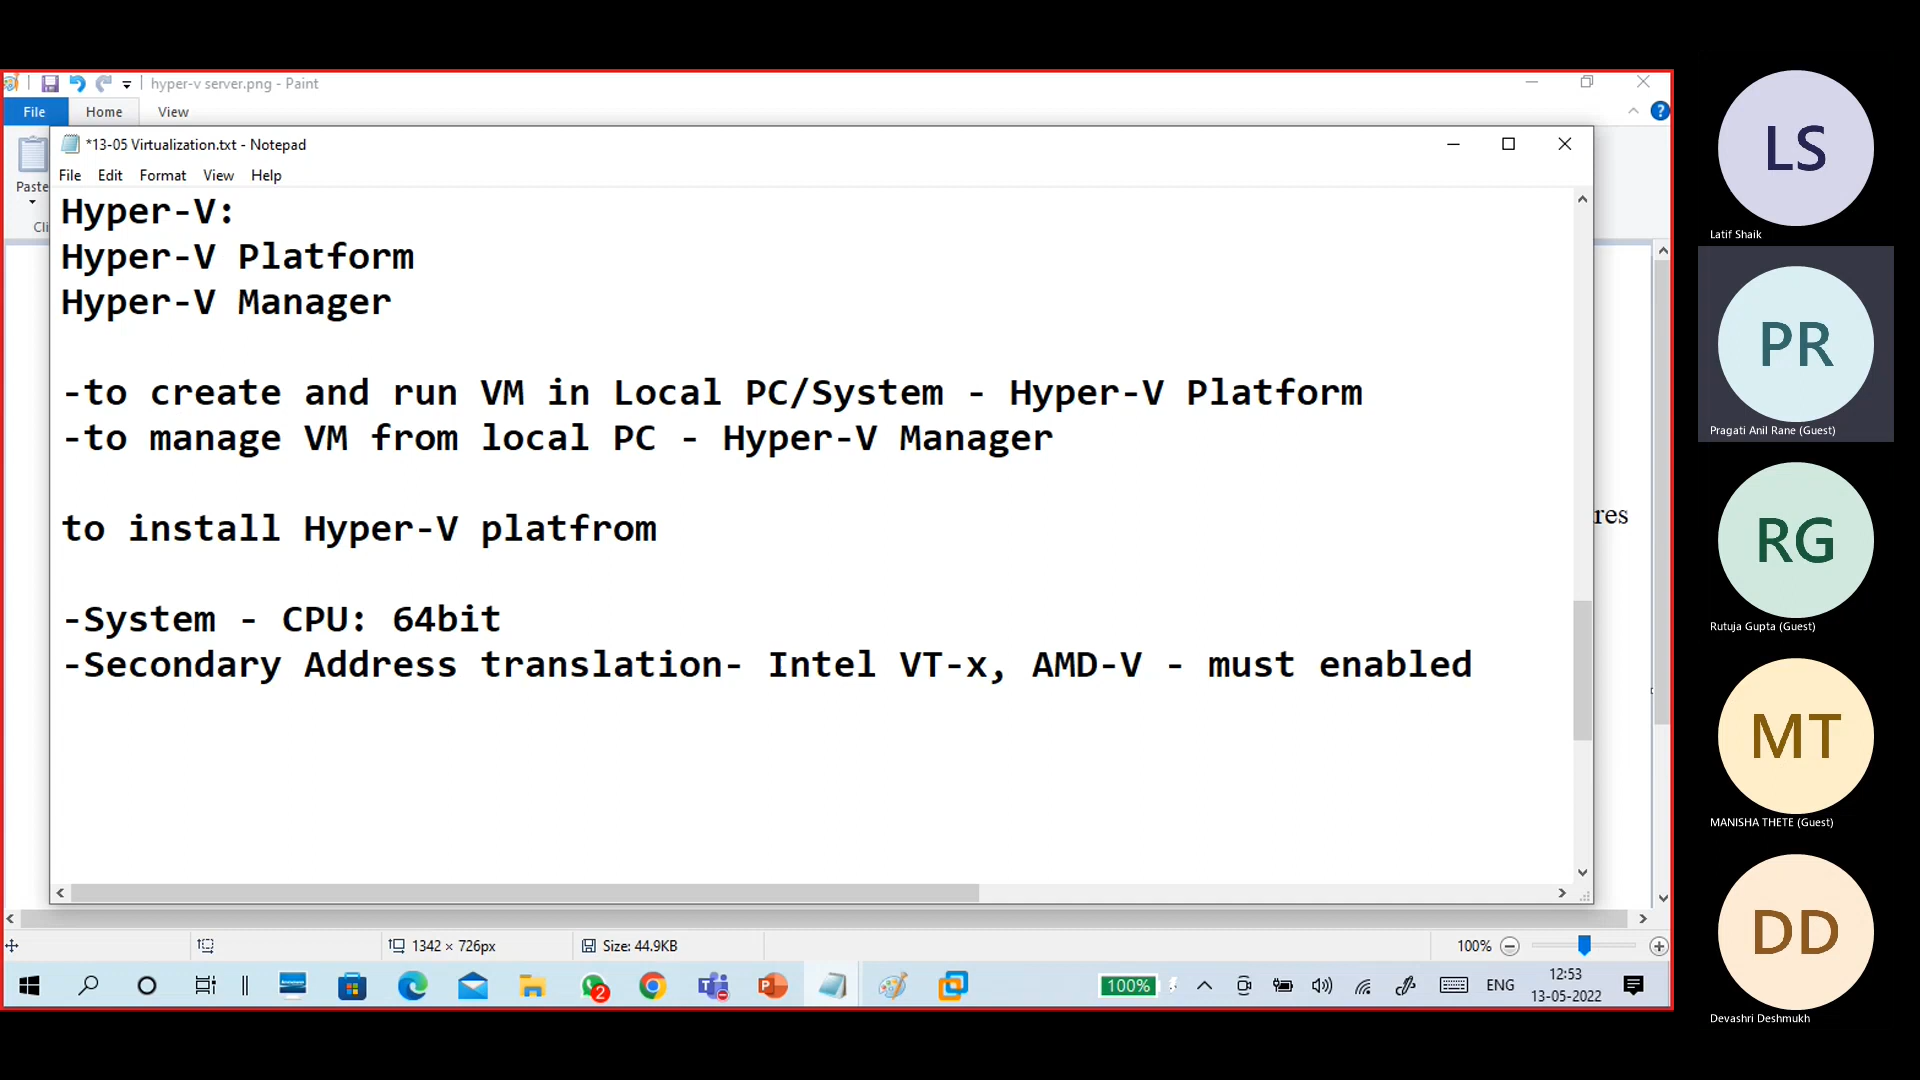 hyper-v server.png - Paint
File Home View
Paste
Cli
*13-05 Virtualization.txt - Notepad
File Edit Format View Help
Hyper-V:
Hyper-V Platform
Hyper-V Manager
-to create and run VM in Local PC/System - Hyper-V Platform
-to manage VM from local PC - Hyper-V Manager
to install Hyper-V platfrom
-System - CPU: 64bit
-Secondary Address translation- Intel VT-x, AMD-V - must enabled
res
1342 × 726px
Size: 44.9KB
100%
2
100%
ENG
12:53
13-05-2022
LS
Latif Shaik
PR
Pragati Anil Rane (Guest)
RG
Rutuja Gupta (Guest)
MT
MANISHA THETE (Guest)
DD
Devashri Deshmukh